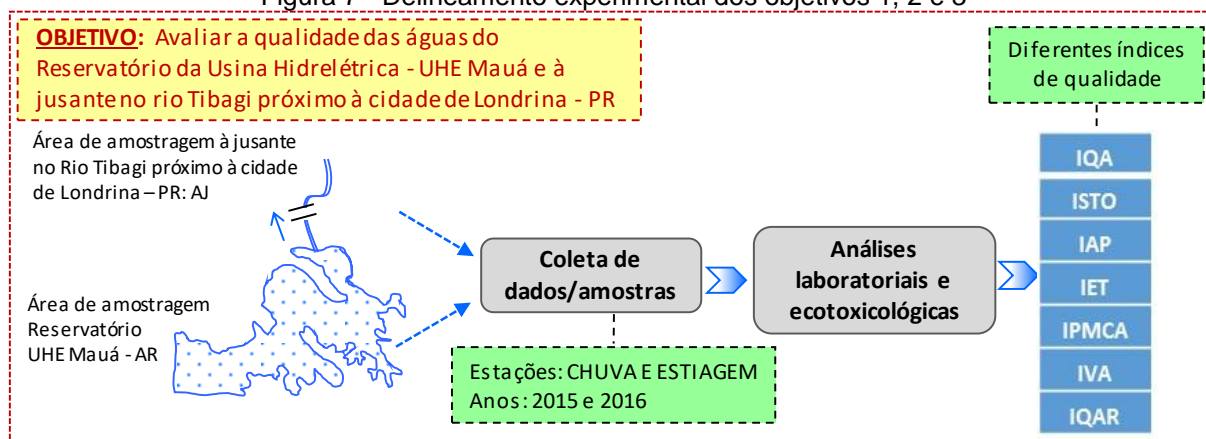 Figura 7 - Delineamento experimental dos objetivos 1, 2 e 3
OBJETIVO: Avaliar a qualidade das águas do
Reservatório da Usina Hidrelétrica - UHE Mauá e à
jusante no rio Tibagi próximo à cidade de Londrina - PR
Diferentes índices
de qualidade
Área de amostragem à jusante
no Rio Tibagi próximo à cidade
de Londrina – PR: AJ
Área de amostragem
Reservatório
UHE Mauá - AR
Coleta de
dados/amostras
Estações: CHUVA E ESTIAGEM
Anos: 2015 e 2016
Análises
laboratoriais e
ecotoxicológicas
IQA
ISTO
IAP
IET
IPMCA
IVA
IQAR